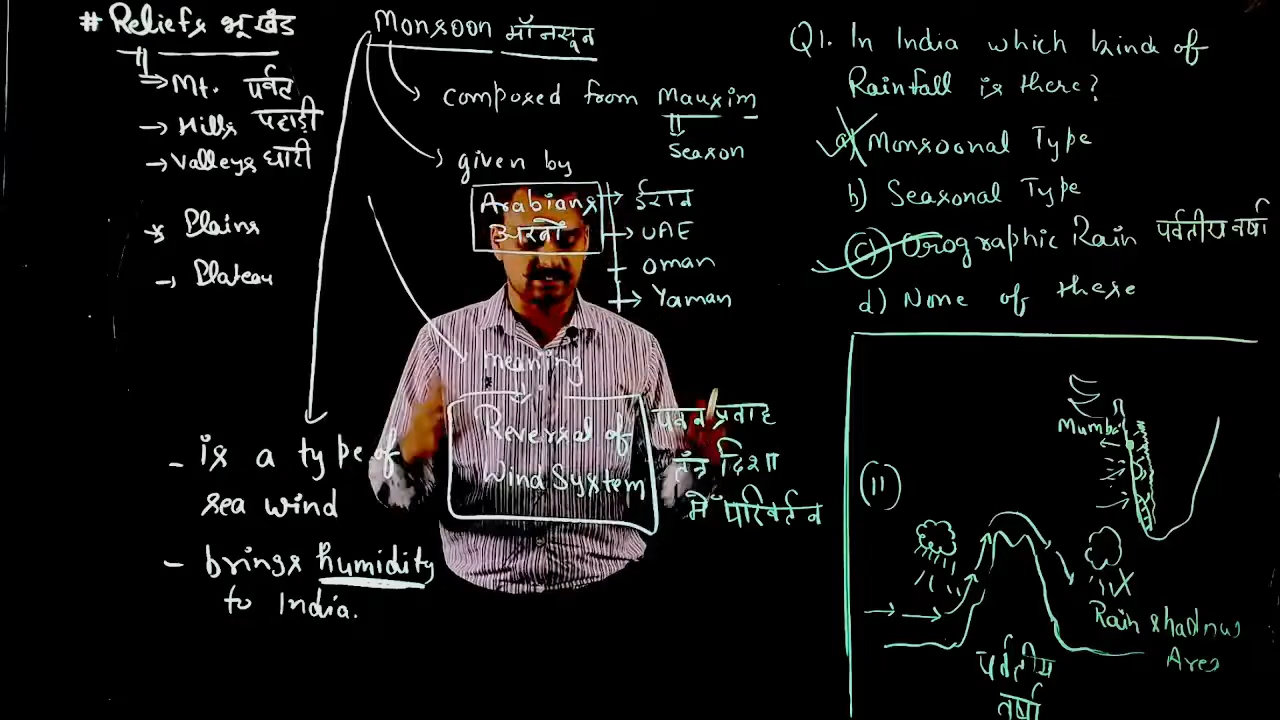 # Reliefs भू खंड
→ Mt. पर्वत
→ Hills पहाड़ी
→ Valleys घाटी
→ Plains
→ Plateau
Monsoon मॉनसून
composed from Mausim
Season
given by
Arabians
अरबों
ईरान
UAE
Oman
Yaman
meaning
Reversal of
Wind System
पवन प्रवाह
तंत्र दिशा
में परिवर्तन
- is a type of
sea wind
- brings humidity
to India.
Q1. In India which kind of
Rainfall is there?
a) Monsoonal Type
b) Seasonal Type
c) Orographic Rain पर्वतीय वर्षा
d) None of these
11
Mumb
Rain shadow
Area
पर्वतीय
वर्षा